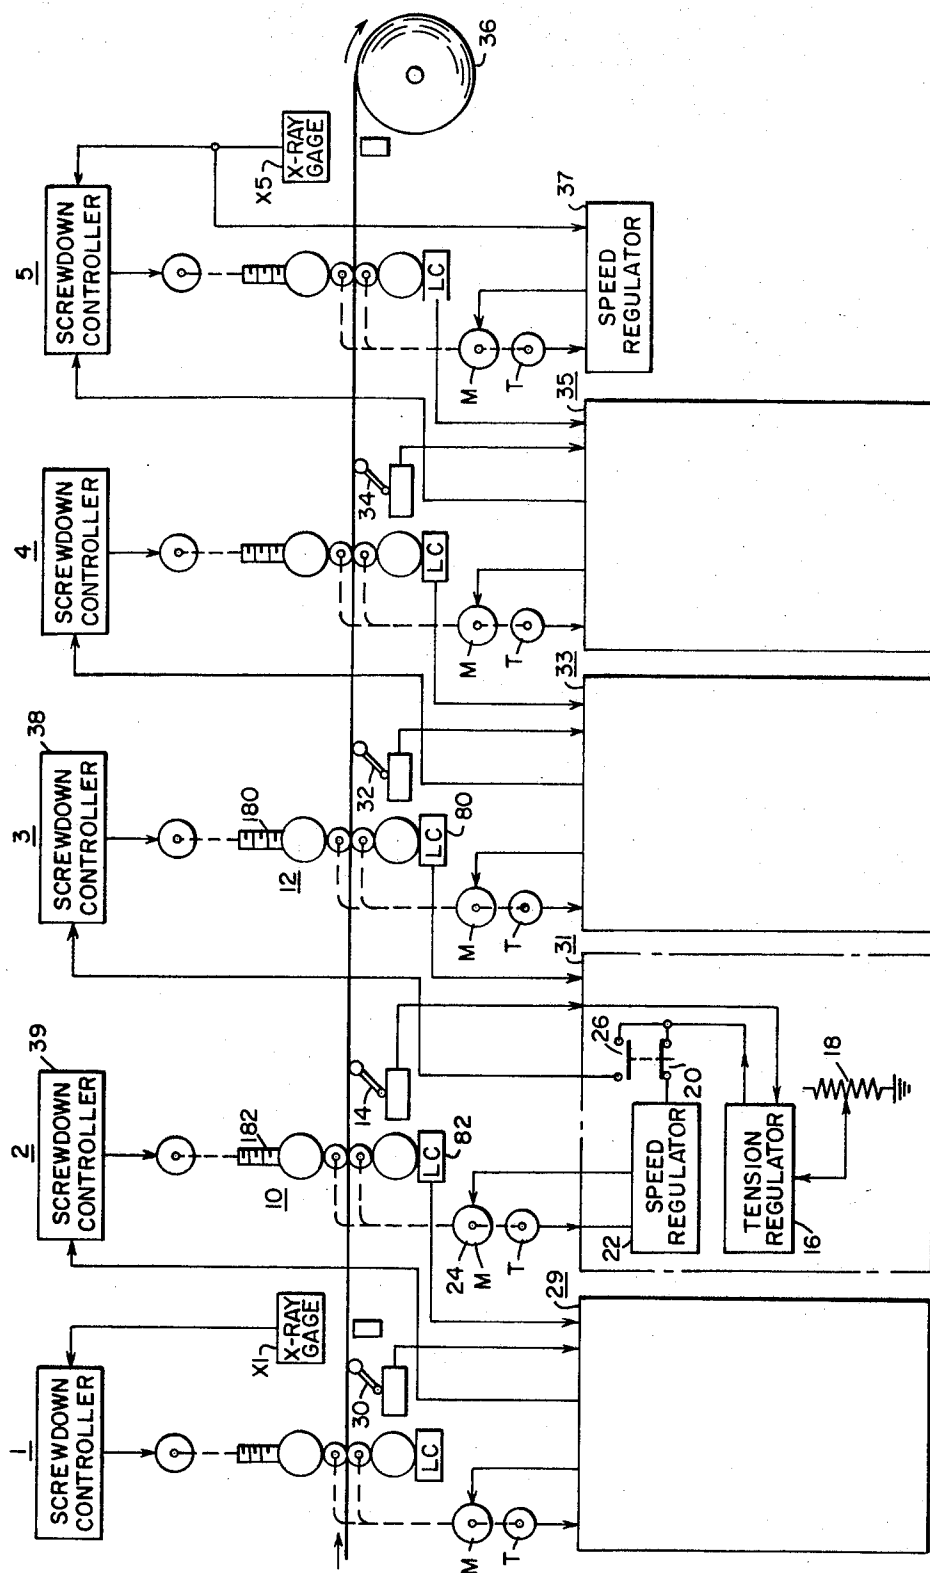 1
SCREWDOWN
CONTROLLER
2
39
SCREWDOWN
CONTROLLER
3
38
SCREWDOWN
CONTROLLER
4
SCREWDOWN
CONTROLLER
5
SCREWDOWN
CONTROLLER
X1
X-RAY
GAGE
182
10
180
12
X5
X-RAY
GAGE
36
30
14
32
34
LC
LC
82
LC
80
LC
LC
M
T
24
M
T
M
T
M
T
M
T
29
31
33
35
37
SPEED
REGULATOR
26
20
22
SPEED
REGULATOR
16
TENSION
REGULATOR
18